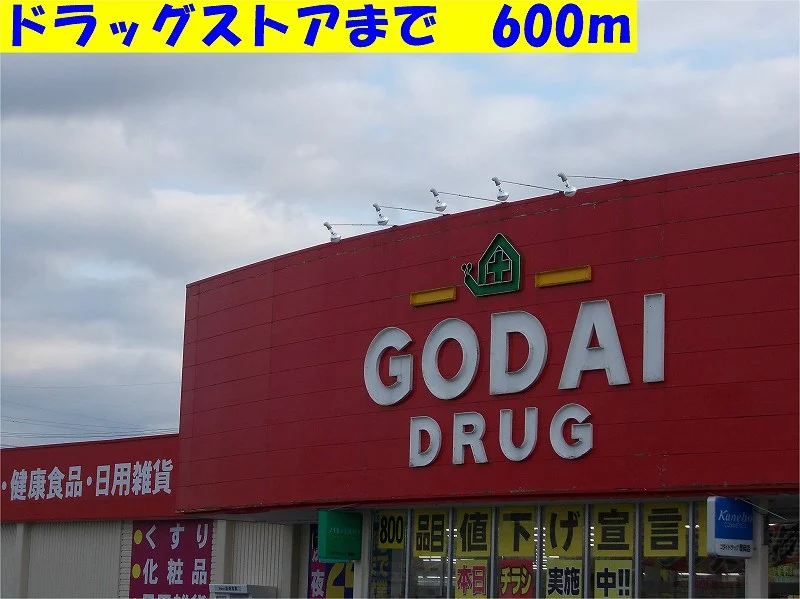 ドラッグストアまで 600m
GODAI
DRUG
・健康食品・日用雑貨
・くすり
・化粧品
800 品目値下げ宣言
本日チラシ実施中!!
Kanebo